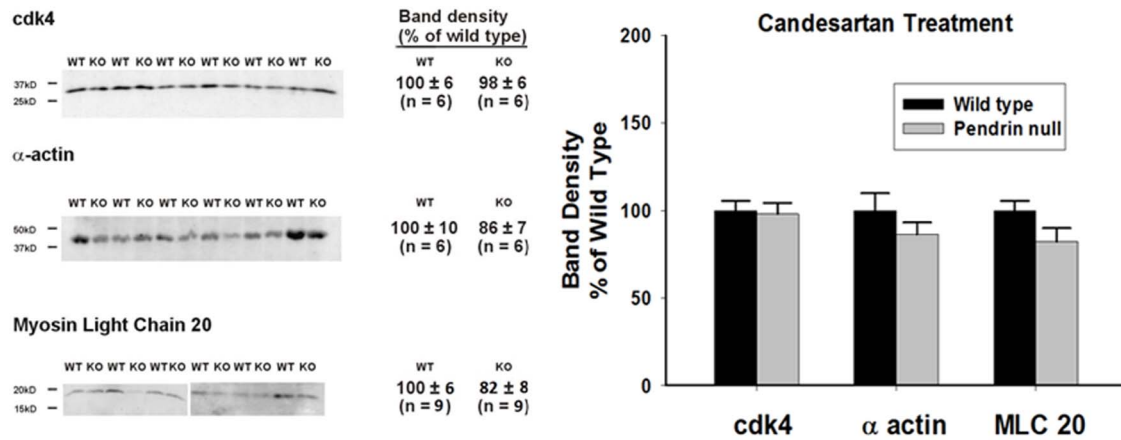 cdk4
Band density
(% of wild type)
WT KO WT KO WT KO WT KO WT KO WT KO
WT KO
37kD
25kD
100 ± 6 98 ± 6
(n = 6) (n = 6)
α-actin
WT KO WT KO WT KO WT KO WT KO WT KO
WT KO
50kD
37kD
100 ± 10 86 ± 7
(n = 6) (n = 6)
Myosin Light Chain 20
WT KO WT KO WT KO WT KO WT KO WT KO
WT KO
20kD
15kD
100 ± 6 82 ± 8
(n = 9) (n = 9)
Candesartan Treatment
Band Density
% of Wild Type
200
150
100
50
0
Wild type
Pendrin null
cdk4 α actin MLC 20